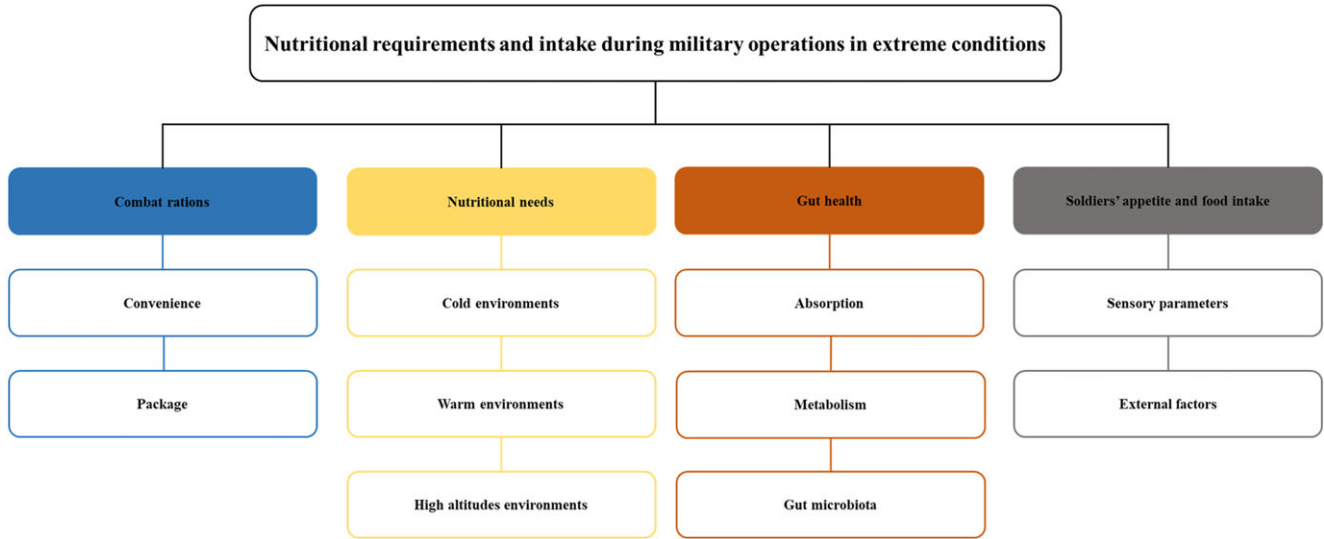 Nutritional requirements and intake during military operations in extreme conditions
Combat rations
Nutritional needs
Gut health
Soldiers’ appetite and food intake
Convenience
Cold environments
Absorption
Sensory parameters
Package
Warm environments
Metabolism
External factors
High altitudes environments
Gut microbiota